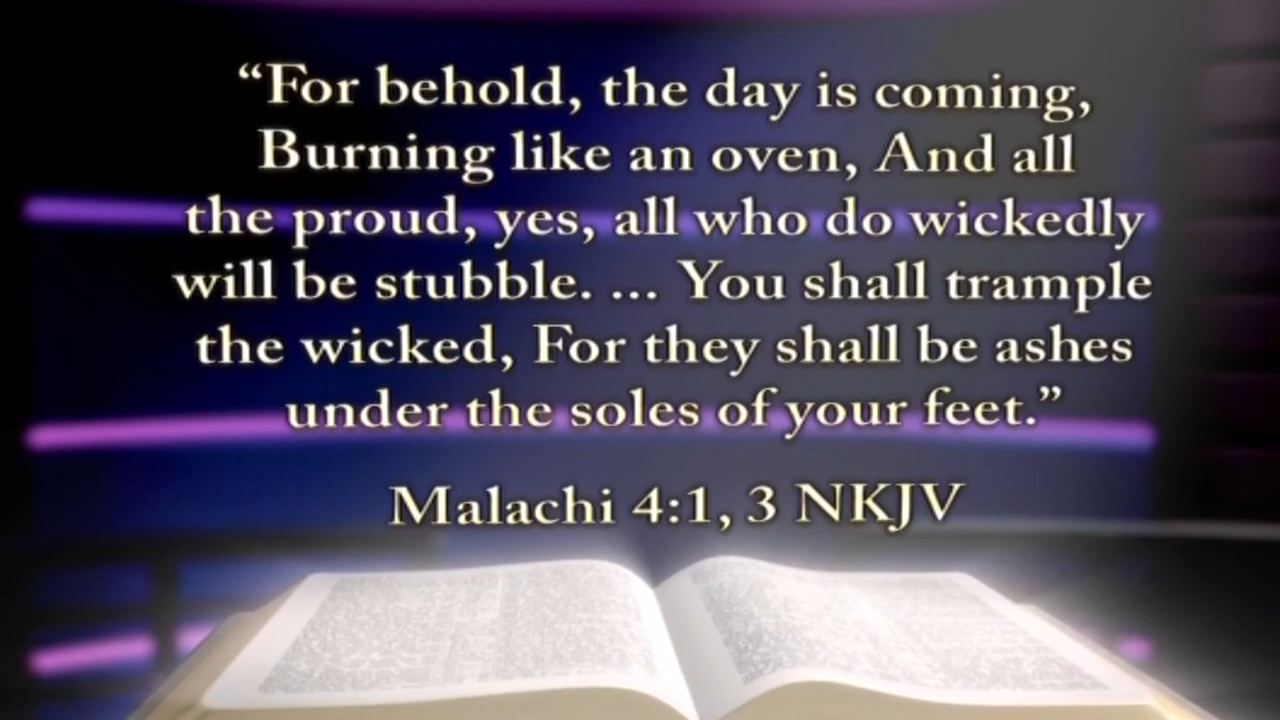 “For behold, the day is coming,
Burning like an oven, And all
the proud, yes, all who do wickedly
will be stubble. ... You shall trample
the wicked, For they shall be ashes
under the soles of your feet.”
Malachi 4:1, 3 NKJV